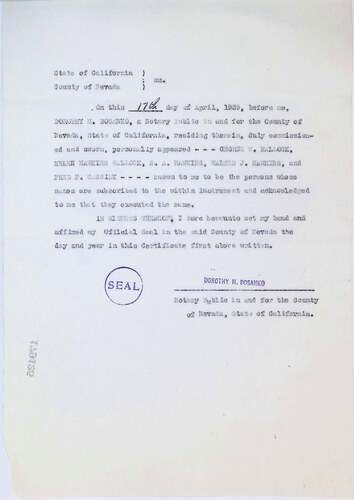 State of California )
: ss.
County of Nevada )
On this 17th day of April, 1939, before me,
DOROTHY M. BOSANKO, a Notary Public in and for the County of
Nevada, State of California, residing therein, duly commission-
ed and sworn, personally appeared --- GEORGE W. HALLOCK,
HELEN HAWKINS HALLOCK, S. A. HAWKINS, WALTER J. HAWKINS, and
FRED F. CASSIDY ---- known to me to be the persons whose
names are subscribed to the within Instrument and acknowledged
to me that they executed the same.
IN WITNESS WHEREOF, I have hereunto set my hand and
affixed my Official Seal in the said County of Nevada the
the day and year in this Certificate first above written.
SEAL
DOROTHY M. BOSANKO
Notary Public in and for the County
of Nevada, State of California.